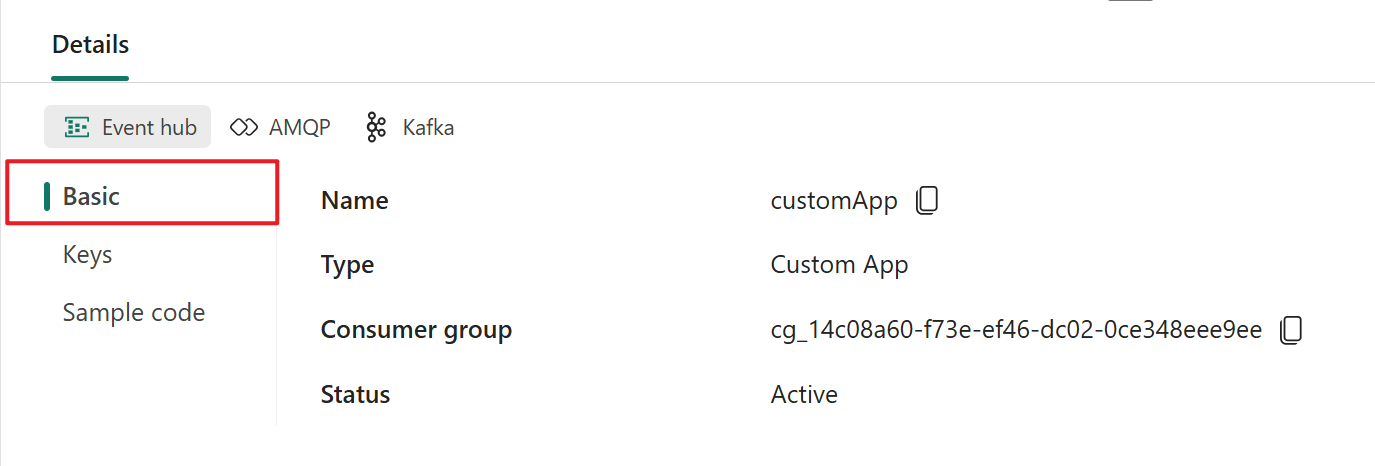 Details
Event hub AMQP Kafka
Basic
Keys
Sample code
Name customApp
Type Custom App
Consumer group cg_14c08a60-f73e-ef46-dc02-0ce348eee9ee
Status Active